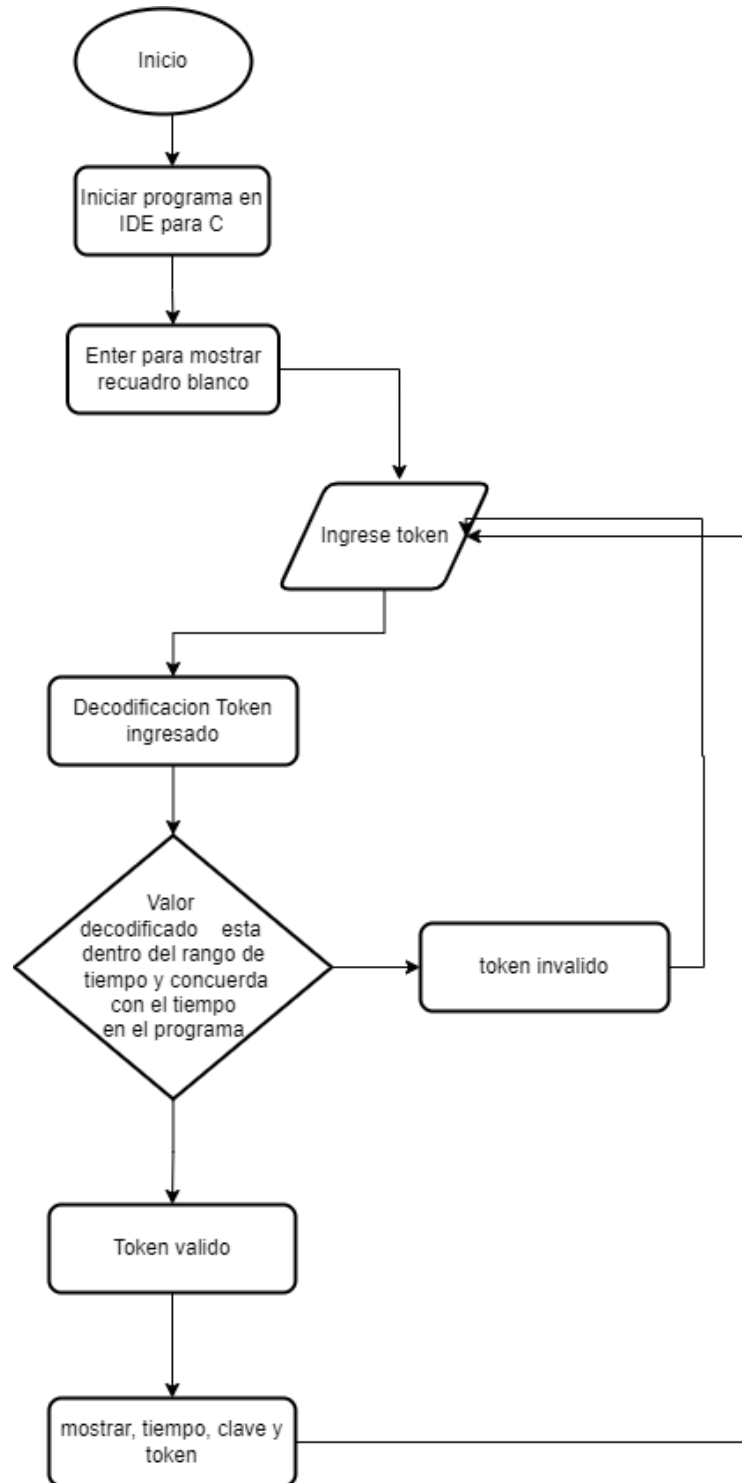 Inicio
Iniciar programa en
IDE para C
Enter para mostrar
recuadro blanco
Ingrese token
Decodificacion Token
ingresado
Valor
decodificado esta
dentro del rango de
tiempo y concuerda
con el tiempo
en el programa
token invalido
Token valido
mostrar, tiempo, clave y
token